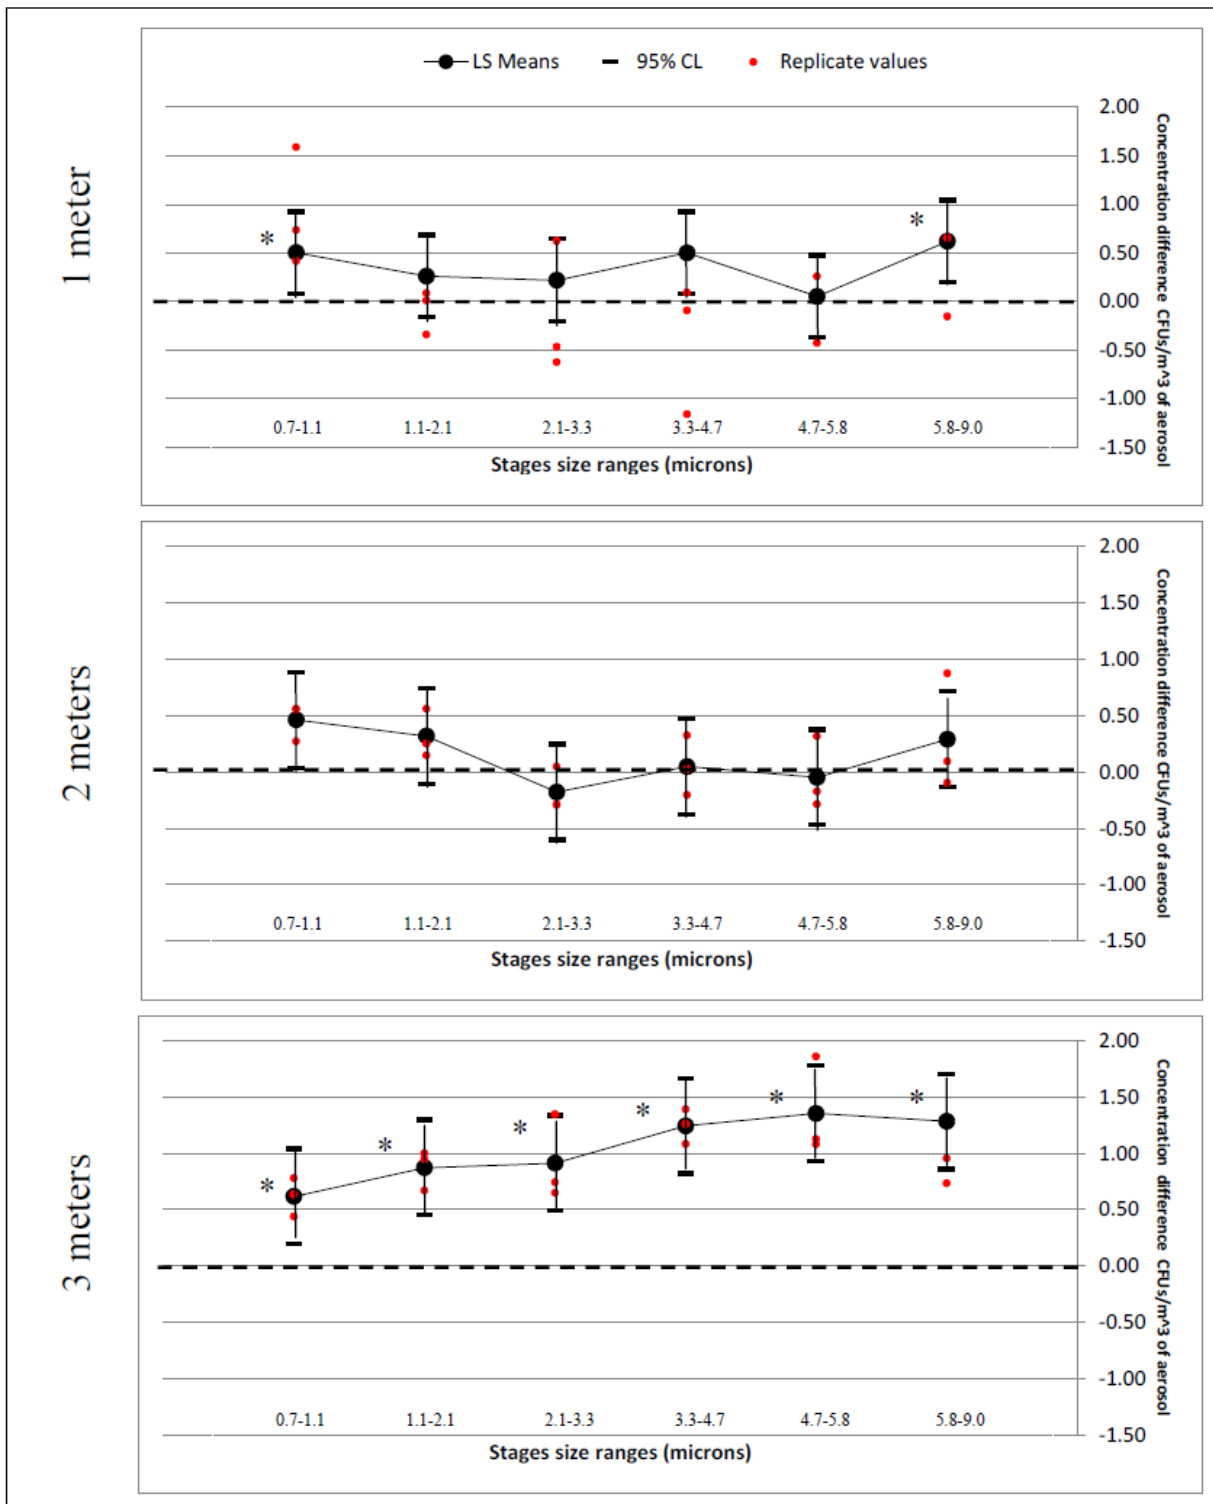 LS Means 95% CL Replicate values
1 meter
2.00
1.50
1.00
0.50
0.00
-0.50
-1.00
-1.50
Concentration difference CFUs/m^3 of aerosol
* *
0.7-1.1 1.1-2.1 2.1-3.3 3.3-4.7 4.7-5.8 5.8-9.0
Stages size ranges (microns)
2 meters
2.00
1.50
1.00
0.50
0.00
-0.50
-1.00
-1.50
Concentration difference CFUs/m^3 of aerosol
0.7-1.1 1.1-2.1 2.1-3.3 3.3-4.7 4.7-5.8 5.8-9.0
Stages size ranges (microns)
3 meters
2.00
1.50
1.00
0.50
0.00
-0.50
-1.00
-1.50
Concentration difference CFUs/m^3 of aerosol
* * * * * *
0.7-1.1 1.1-2.1 2.1-3.3 3.3-4.7 4.7-5.8 5.8-9.0
Stages size ranges (microns)